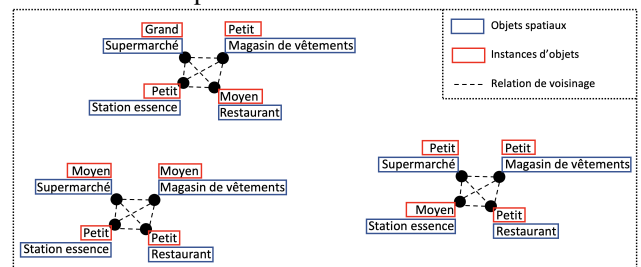 Grand
Petit
Supermarché
Magasin de vêtements
Petit
Moyen
Station essence
Restaurant
Objets spatiaux
Instances d'objets
Relation de voisinage
Moyen
Moyen
Supermarché
Magasin de vêtements
Petit
Petit
Station essence
Restaurant
Petit
Petit
Supermarché
Magasin de vêtements
Moyen
Petit
Station essence
Restaurant